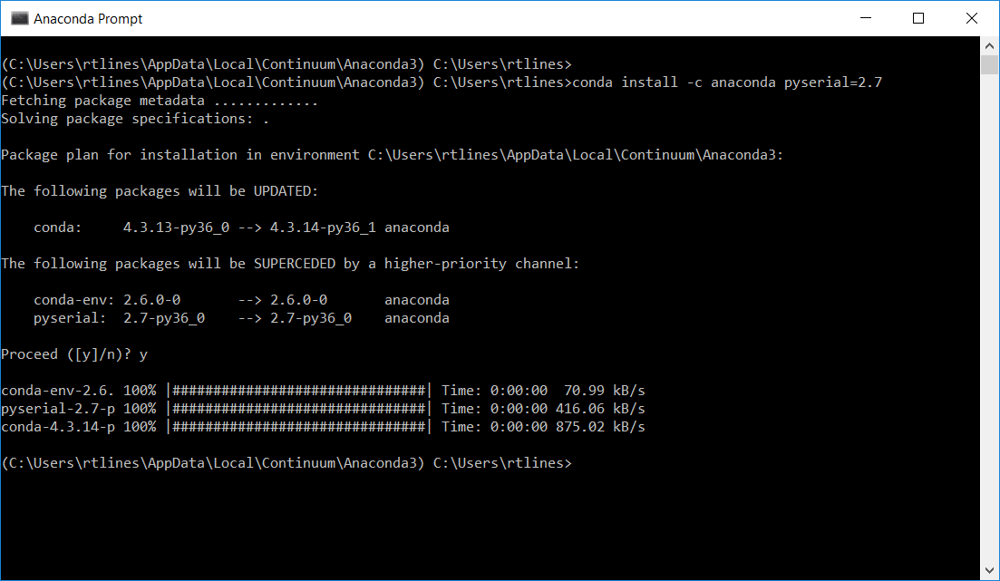 Anaconda Prompt
(C:\Users\rtlines\AppData\Local\Continuum\Anaconda3) C:\Users\rtlines>
(C:\Users\rtlines\AppData\Local\Continuum\Anaconda3) C:\Users\rtlines>conda install -c anaconda pyserial=2.7
Fetching package metadata .............
Solving package specifications: .
Package plan for installation in environment C:\Users\rtlines\AppData\Local\Continuum\Anaconda3:
The following packages will be UPDATED:
    conda:     4.3.13-py36_0 --> 4.3.14-py36_1 anaconda
The following packages will be SUPERCEDED by a higher-priority channel:
    conda-env: 2.6.0-0       --> 2.6.0-0       anaconda
    pyserial:  2.7-py36_0    --> 2.7-py36_0    anaconda
Proceed ([y]/n)? y
conda-env-2.6. 100% |###############################| Time: 0:00:00  70.99 kB/s
pyserial-2.7-p 100% |###############################| Time: 0:00:00 416.06 kB/s
conda-4.3.14-p 100% |###############################| Time: 0:00:00 875.02 kB/s
(C:\Users\rtlines\AppData\Local\Continuum\Anaconda3) C:\Users\rtlines>